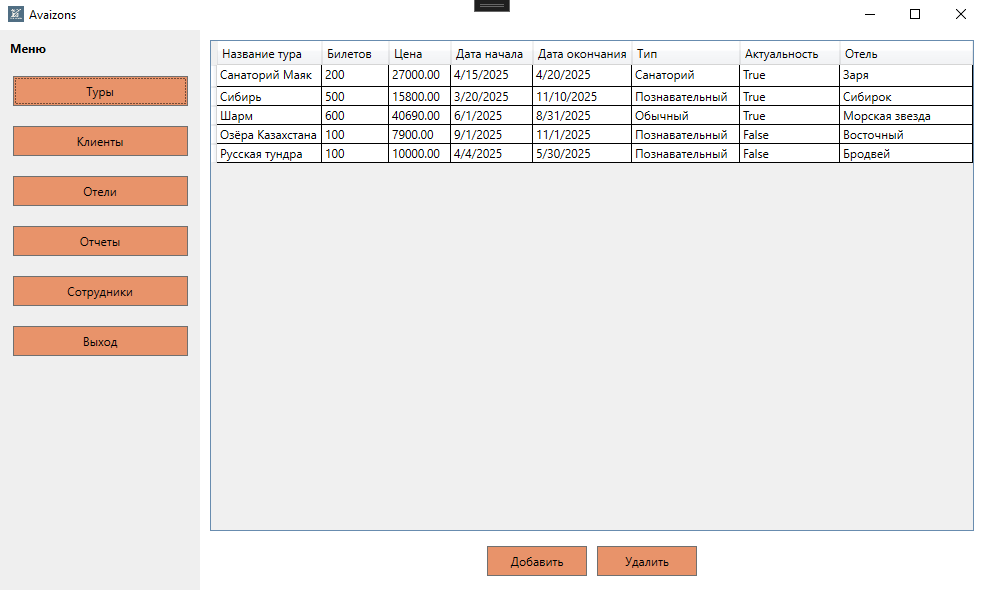 Avaizons
Меню
Туры
Клиенты
Отели
Отчеты
Сотрудники
Выход
Название тура Билетов Цена Дата начала Дата окончания Тип Актуальность Отель
Санаторий Маяк 200 27000.00 4/15/2025 4/20/2025 Санаторий True Заря
Сибирь 500 15800.00 3/20/2025 11/10/2025 Познавательный True Сибирок
Шарм 600 40690.00 6/1/2025 8/31/2025 Обычный True Морская звезда
Озёра Казахстана 100 7900.00 9/1/2025 11/1/2025 Познавательный False Восточный
Русская тундра 100 10000.00 4/4/2025 5/30/2025 Познавательный False Бродвей
Добавить Удалить